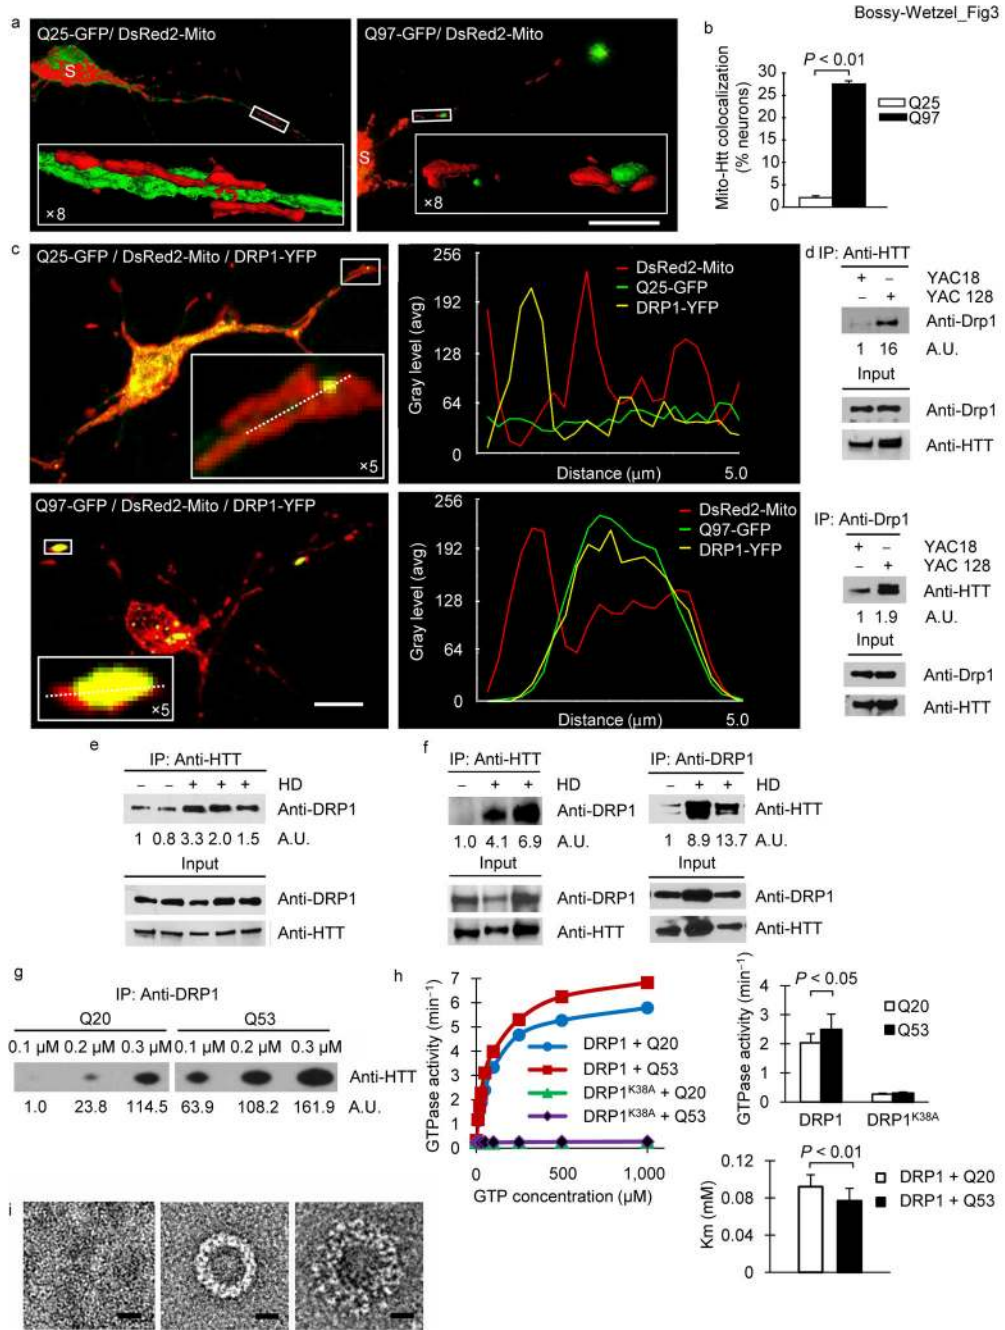 Bossy-Wetzel_Fig3
a
Q25-GFP/ DsRed2-Mito
S
×8
Q97-GFP/ DsRed2-Mito
S
×8
b
P < 0.01
30
25
20
15
10
5
0
Mito-Htt colocalization
(% neurons)
Q25
Q97
c
Q25-GFP / DsRed2-Mito / DRP1-YFP
×5
256
192
128
64
0
Gray level (avg)
DsRed2-Mito
Q25-GFP
DRP1-YFP
Distance (µm)
5.0
Q97-GFP / DsRed2-Mito / DRP1-YFP
×5
256
192
128
64
0
Gray level (avg)
DsRed2-Mito
Q97-GFP
DRP1-YFP
Distance (µm)
5.0
d
IP: Anti-HTT
+ – YAC18
– + YAC 128
Anti-Drp1
1 16 A.U.
Input
Anti-Drp1
Anti-HTT
IP: Anti-Drp1
+ – YAC18
– + YAC 128
Anti-HTT
1 1.9 A.U.
Input
Anti-Drp1
Anti-HTT
e
IP: Anti-HTT
– – + + + HD
Anti-DRP1
1 0.8 3.3 2.0 1.5 A.U.
Input
Anti-DRP1
Anti-HTT
f
IP: Anti-HTT
– + + HD
Anti-DRP1
1.0 4.1 6.9 A.U.
Input
Anti-DRP1
Anti-HTT
IP: Anti-DRP1
– + + HD
Anti-HTT
1 8.9 13.7 A.U.
Input
Anti-DRP1
Anti-HTT
g
IP: Anti-DRP1
Q20 Q53
0.1 µM 0.2 µM 0.3 µM 0.1 µM 0.2 µM 0.3 µM
Anti-HTT
1.0 23.8 114.5 63.9 108.2 161.9 A.U.
h
7
6
5
4
3
2
1
0
GTPase activity (min⁻¹)
0 500 1,000
GTP concentration (µM)
DRP1 + Q20
DRP1 + Q53
DRP1ᴷ³⁸ᴬ + Q20
DRP1ᴷ³⁸ᴬ + Q53
P < 0.05
4
3
2
1
0
GTPase activity (min⁻¹)
Q20
Q53
DRP1 DRP1ᴷ³⁸ᴬ
P < 0.01
0.12
0.08
0.04
0
Km (mM)
DRP1 + Q20
DRP1 + Q53
i